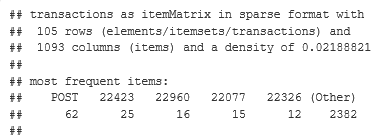 ## transactions as itemMatrix in sparse format with
##  105 rows (elements/itemsets/transactions) and
##  1093 columns (items) and a density of 0.02188821
##
## most frequent items:
##    POST   22423   22960   22077   22326 (Other)
##      62      25      16      15      12    2382
##